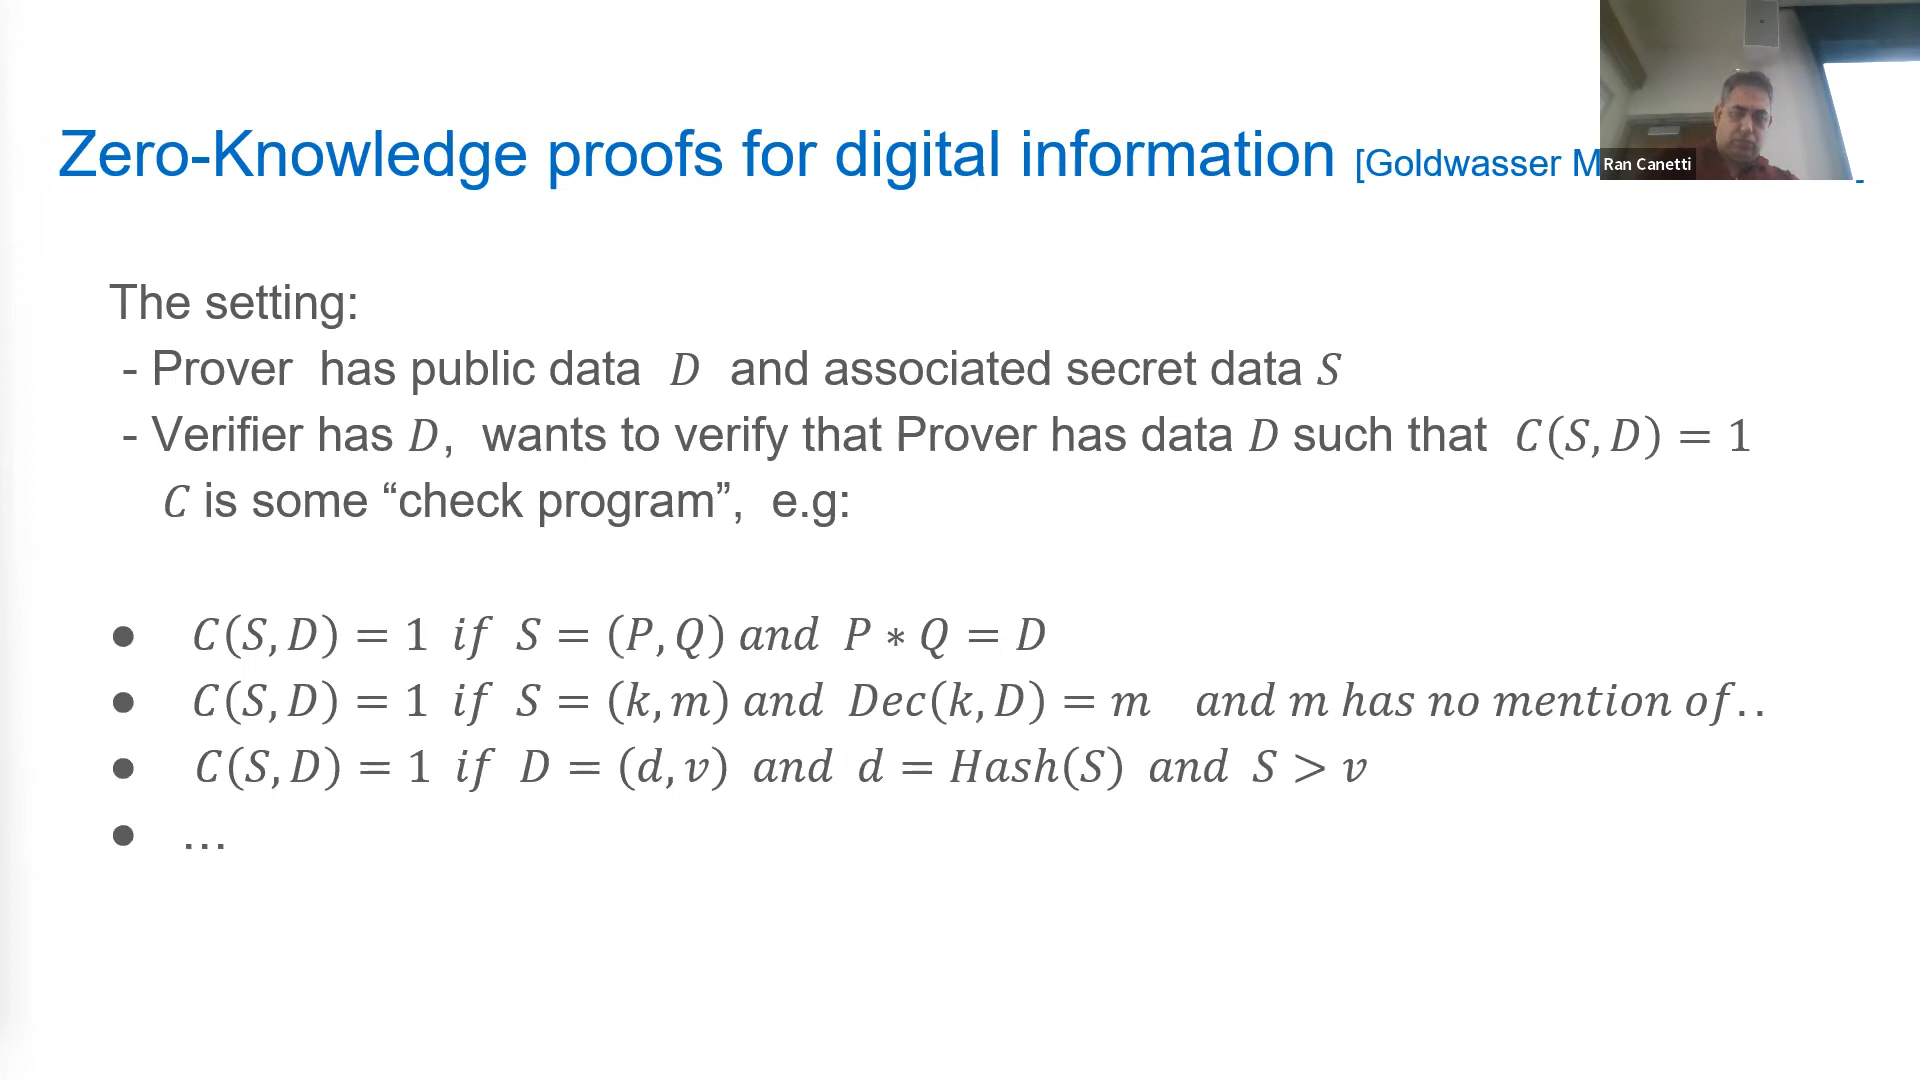 Zero-Knowledge proofs for digital information [Goldwasser M
Ran Canetti
The setting:
- Prover has public data D and associated secret data S
- Verifier has D, wants to verify that Prover has data D such that C(S, D) = 1
C is some “check program”, e.g:
● C(S, D) = 1 if S = (P, Q) and P ∗ Q = D
● C(S, D) = 1 if S = (k, m) and Dec(k, D) = m and m has no mention of..
● C(S, D) = 1 if D = (d, v) and d = Hash(S) and S > v
● …